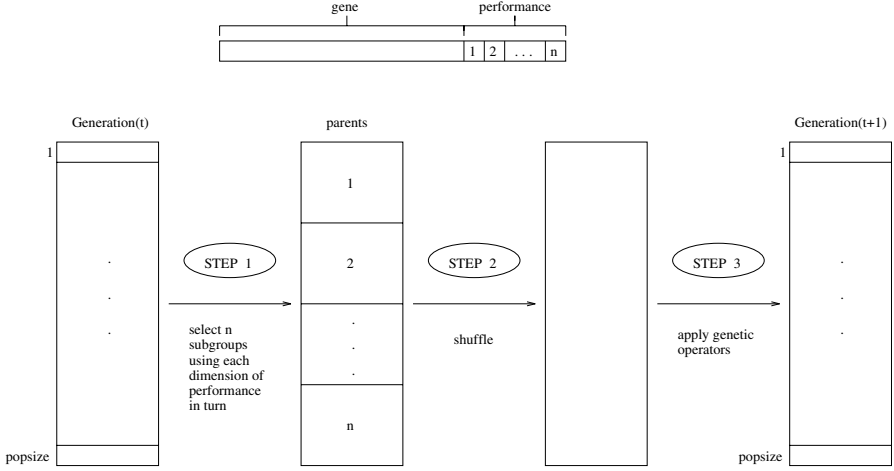 gene performance
1 2 . . . n
Generation(t) parents Generation(t+1)
1 1
1
STEP 1 2 STEP 2 STEP 3
select n
subgroups
using each
dimension of
performance
in turn
shuffle
apply genetic
operators
n
popsize popsize